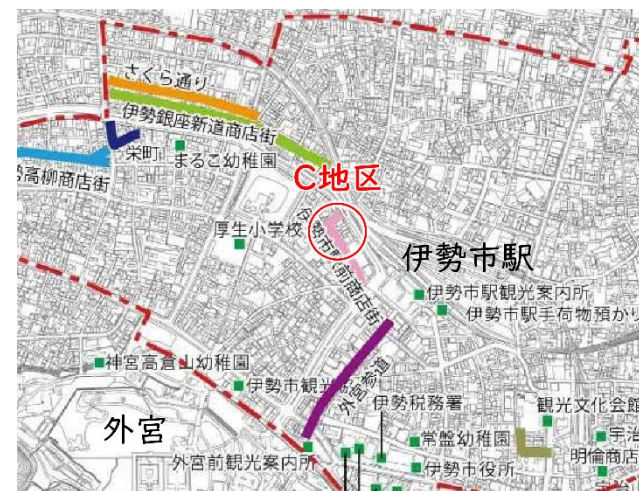 さくら通り
伊勢銀座新道商店街
栄町
まるこ幼稚園
勢高柳商店街
C地区
厚生小学校
伊勢市駅前商店街
伊勢市駅
伊勢市駅観光案内所
伊勢市駅手荷物預かり
神宮高倉山幼稚園
伊勢市観光
外宮参道
伊勢税務署
観光文化会館
外宮
常盤幼稚園
宇治
明倫商店
外宮前観光案内所
伊勢市役所